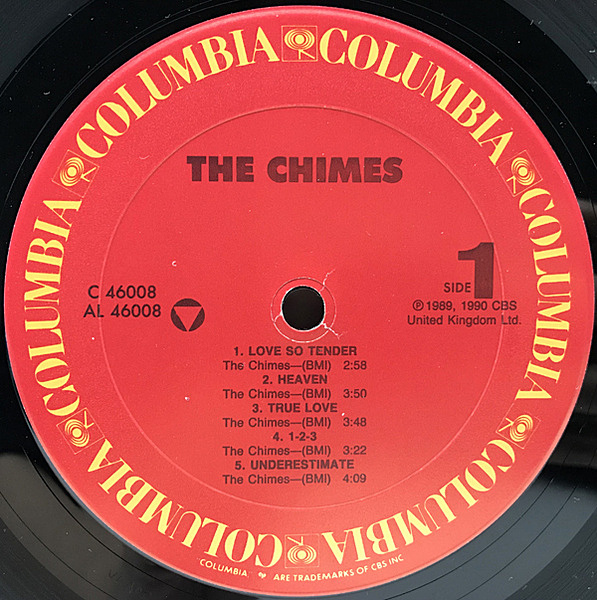 COLUMBIA COLUMBIA COLUMBIA COLUMBIA COLUMBIA COLUMBIA COLUMBIA
THE CHIMES
C 46008
AL 46008
SIDE 1
℗ 1989, 1990 CBS
United Kingdom Ltd.
1. LOVE SO TENDER
The Chimes—(BMI) 2:58
2. HEAVEN
The Chimes—(BMI) 3:50
3. TRUE LOVE
The Chimes—(BMI) 3:48
4. 1-2-3
The Chimes—(BMI) 3:22
5. UNDERESTIMATE
The Chimes—(BMI) 4:09
COLUMBIA, ARE TRADEMARKS OF CBS INC